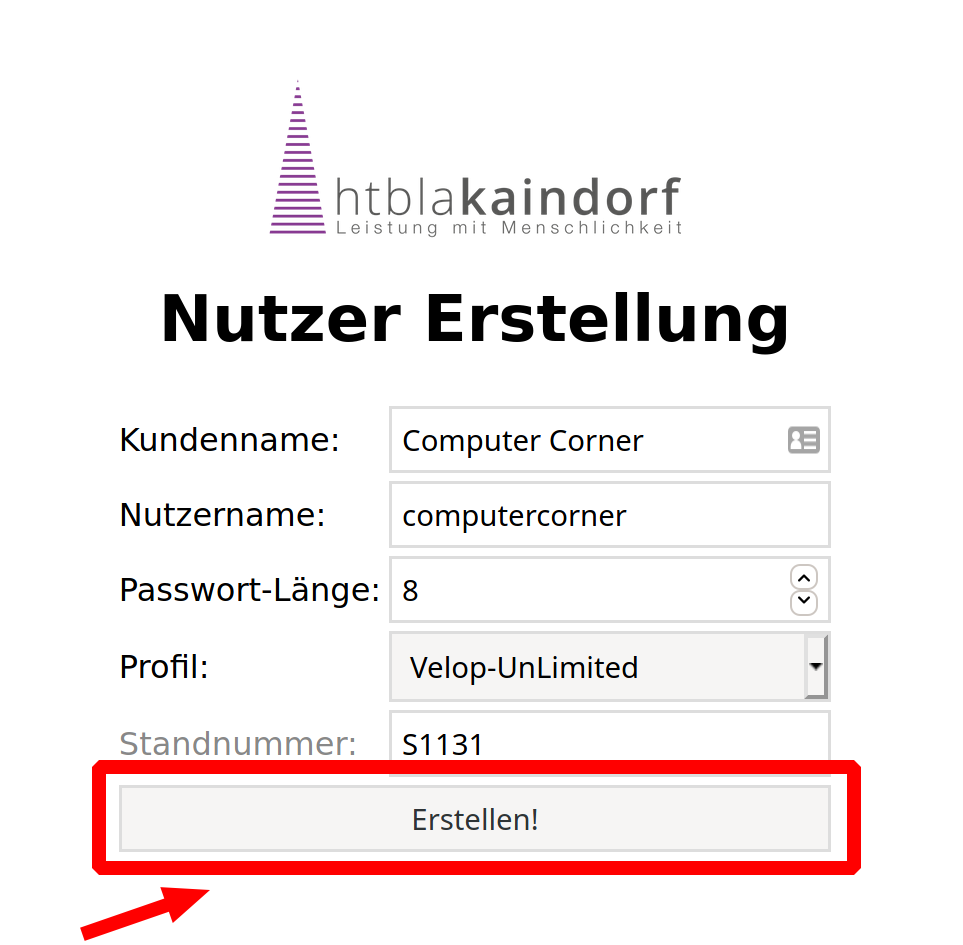 htblakaindorf
Leistung mit Menschlichkeit
Nutzer Erstellung
Kundenname: Computer Corner
Nutzername: computercorner
Passwort-Länge: 8
Profil: Velop-UnLimited
Standnummer: S1131
Erstellen!